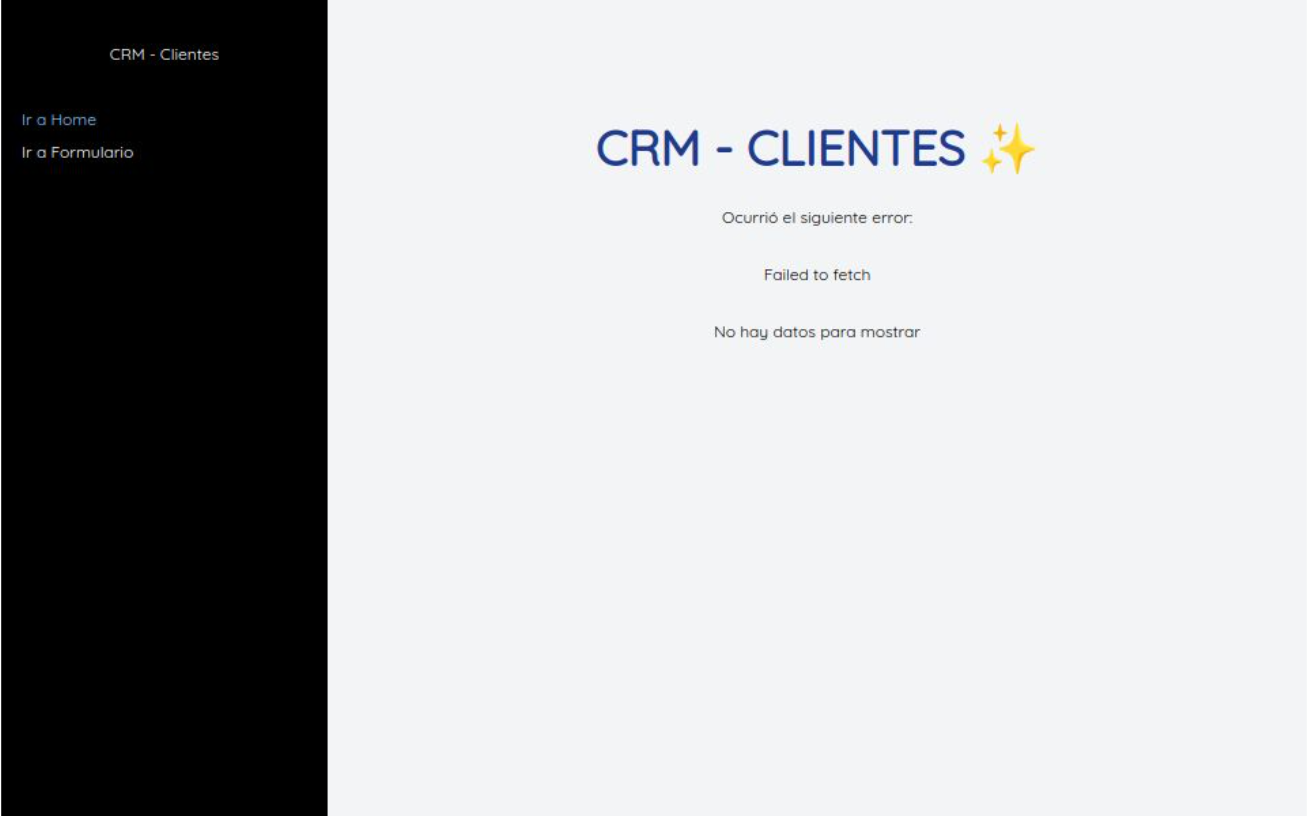 CRM - Clientes
Ir a Home
Ir a Formulario
CRM - CLIENTES ✨
Ocurrió el siguiente error:
Failed to fetch
No hay datos para mostrar